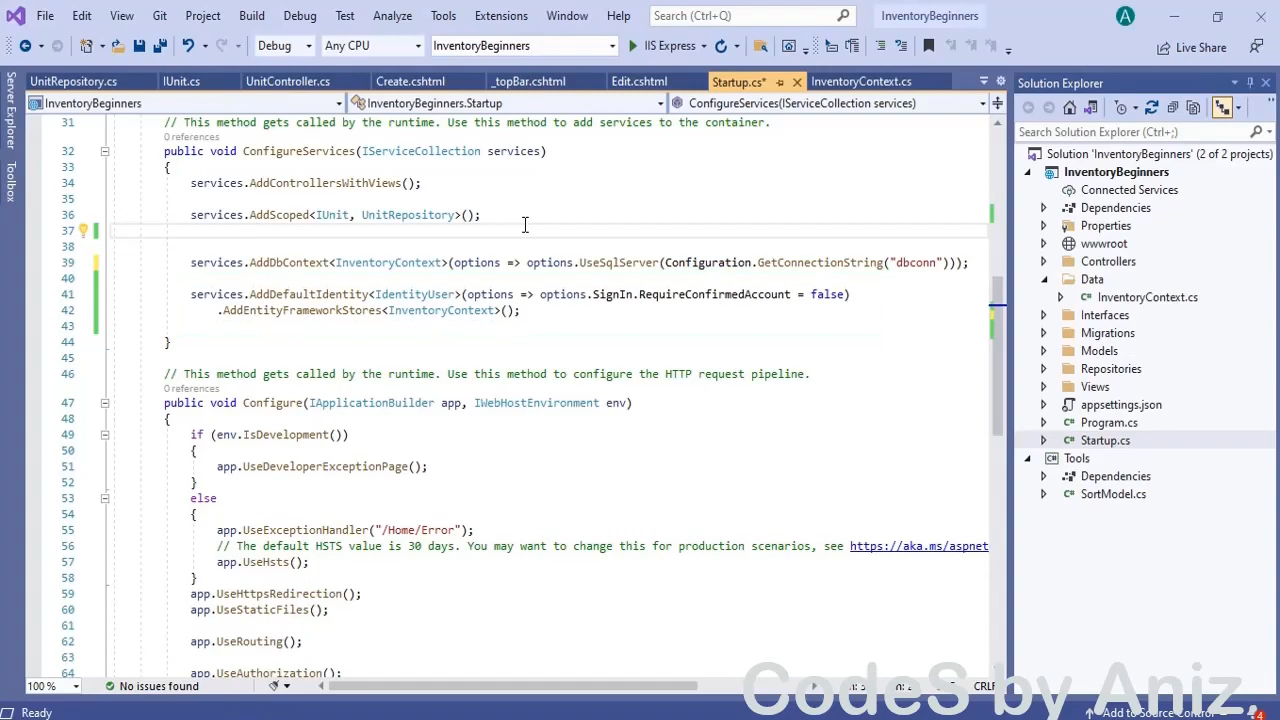 File Edit View Git Project Build Debug Test Analyze Tools Extensions Window Help Search (Ctrl+Q) InventoryBeginners A
Debug Any CPU InventoryBeginners IIS Express Live Share
UnitRepository.cs IUnit.cs UnitController.cs Create.cshtml _topBar.cshtml Edit.cshtml Startup.cs* InventoryContext.cs
InventoryBeginners InventoryBeginners.Startup ConfigureServices(IServiceCollection services)
Server Explorer
Toolbox
31 // This method gets called by the runtime. Use this method to add services to the container.
0 references
32 public void ConfigureServices(IServiceCollection services)
33 {
34 services.AddControllersWithViews();
35
36 services.AddScoped<IUnit, UnitRepository>();
37
38
39 services.AddDbContext<InventoryContext>(options => options.UseSqlServer(Configuration.GetConnectionString("dbconn")));
40
41 services.AddDefaultIdentity<IdentityUser>(options => options.SignIn.RequireConfirmedAccount = false)
42 .AddEntityFrameworkStores<InventoryContext>();
43
44 }
45
46 // This method gets called by the runtime. Use this method to configure the HTTP request pipeline.
0 references
47 public void Configure(IApplicationBuilder app, IWebHostEnvironment env)
48 {
49 if (env.IsDevelopment())
50 {
51 app.UseDeveloperExceptionPage();
52 }
53 else
54 {
55 app.UseExceptionHandler("/Home/Error");
56 // The default HSTS value is 30 days. You may want to change this for production scenarios, see https://aka.ms/aspnet
57 app.UseHsts();
58 }
59 app.UseHttpsRedirection();
60 app.UseStaticFiles();
61
62 app.UseRouting();
63
64 app.UseAuthorization();
Solution Explorer
Search Solution Explorer (Ctrl+;)
Solution 'InventoryBeginners' (2 of 2 projects)
InventoryBeginners
Connected Services
Dependencies
Properties
wwwroot
Controllers
Data
InventoryContext.cs
Interfaces
Migrations
Models
Repositories
Views
appsettings.json
Program.cs
Startup.cs
Tools
Dependencies
SortModel.cs
100 % No issues found CRLF
CodeS by Aniz.
Ready Add to Source Control 4